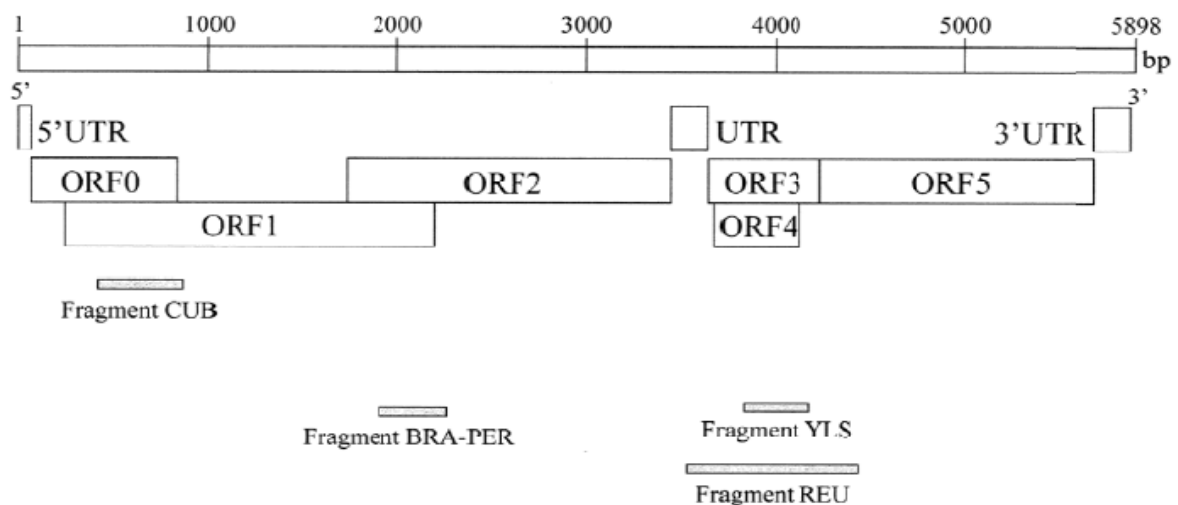 1 1000 2000 3000 4000 5000 5898
bp
5' 3'
5'UTR UTR 3'UTR
ORF0 ORF2 ORF3 ORF5
ORF1 ORF4
Fragment CUB
Fragment BRA-PER Fragment YLS
Fragment REU